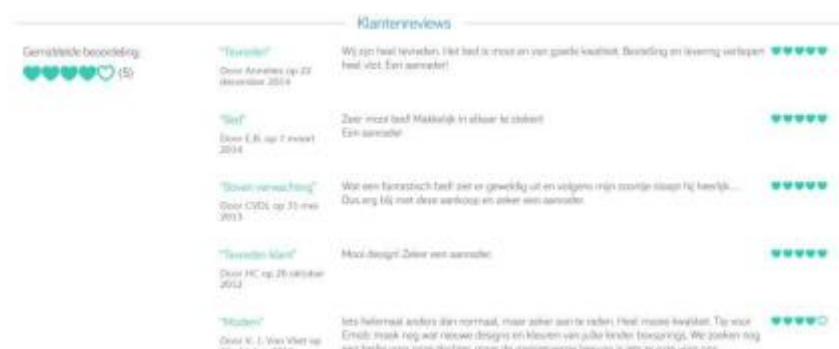 Klantenreviews
Gemiddelde beoordeling:
(5)
"Tevreden"
Door Annelies op 22
december 2014
Wij zijn heel tevreden. Het bed is mooi en van goede kwaliteit. Bestelling en levering verlopen
heel vlot. Een aanrader!
"Bed"
Door E.B. op 7 maart
2014
Zeer mooi bed! Makkelijk in elkaar te steken!
Een aanrader
"Boven verwachting"
Door CVDL op 31 mei
2013
Wat een fantastisch bed! ziet er geweldig uit en volgens mijn zoontje slaapt hij heerlijk....
Dus erg blij met deze aankoop en zeker een aanrader.
"Tevreden klant"
Door HC op 26 oktober
2012
Mooi design! Zeker een aanrader.
"Modern"
Door V. J. Van Vliet op
Iets helemaal anders dan normaal, maar zeker aan te raden. Heel mooie kwaliteit. Tip voor
Emob: maak nog wat nieuwe designs en kleuren van jullie kinder boxsprings. We zoeken nog